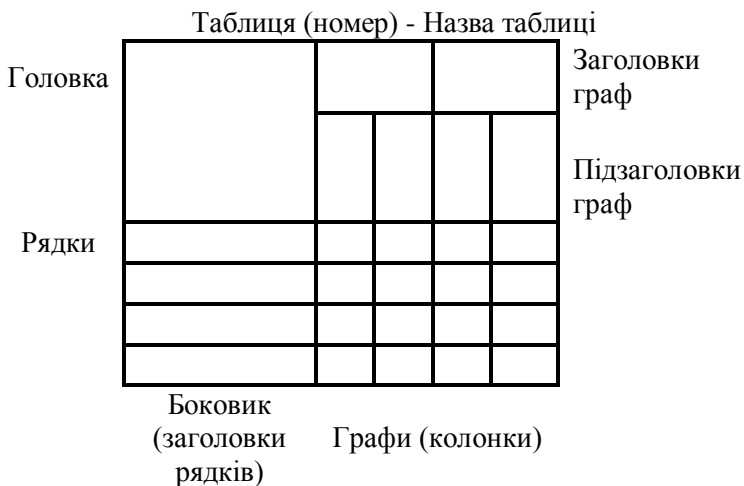 Таблиця (номер) - Назва таблиці
Головка
Заголовки
граф
Підзаголовки
граф
Рядки
Боковик
(заголовки
рядків)
Графи (колонки)